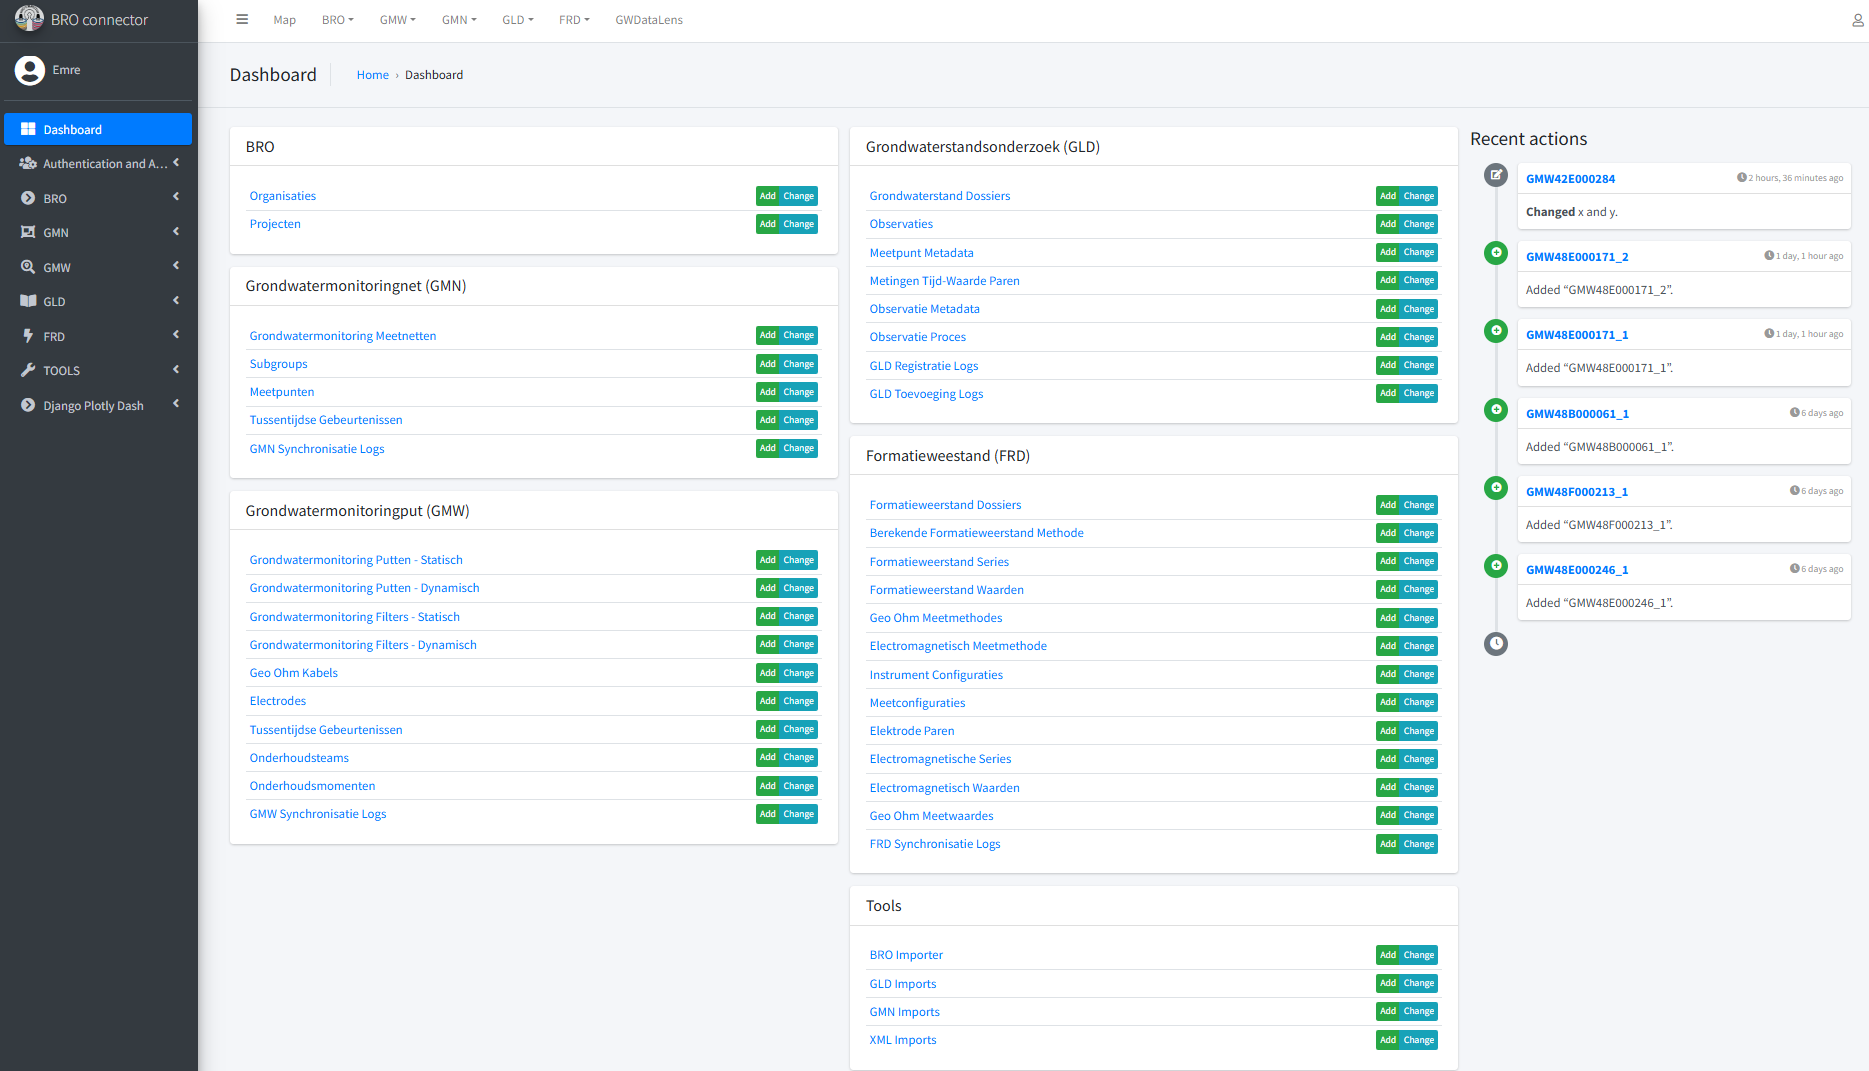 BRO connector
Map
BRO
GMW
GMN
GLD
FRD
GWDataLens
Emre
Dashboard
Authentication and A...
BRO
GMN
GMW
GLD
FRD
TOOLS
Django Plotly Dash
Dashboard
Home › Dashboard
BRO
Organisaties Add Change
Projecten Add Change
Grondwatermonitoringnet (GMN)
Grondwatermonitoring Meetnetten Add Change
Subgroups Add Change
Meetpunten Add Change
Tussentijdse Gebeurtenissen Add Change
GMN Synchronisatie Logs Add Change
Grondwatermonitoringput (GMW)
Grondwatermonitoring Putten - Statisch Add Change
Grondwatermonitoring Putten - Dynamisch Add Change
Grondwatermonitoring Filters - Statisch Add Change
Grondwatermonitoring Filters - Dynamisch Add Change
Geo Ohm Kabels Add Change
Electrodes Add Change
Tussentijdse Gebeurtenissen Add Change
Onderhoudsteams Add Change
Onderhoudsmomenten Add Change
GMW Synchronisatie Logs Add Change
Grondwaterstandsonderzoek (GLD)
Grondwaterstand Dossiers Add Change
Observaties Add Change
Meetpunt Metadata Add Change
Metingen Tijd-Waarde Paren Add Change
Observatie Metadata Add Change
Observatie Proces Add Change
GLD Registratie Logs Add Change
GLD Toevoeging Logs Add Change
Formatieweestand (FRD)
Formatieweerstand Dossiers Add Change
Berekende Formatieweerstand Methode Add Change
Formatieweerstand Series Add Change
Formatieweerstand Waarden Add Change
Geo Ohm Meetmethodes Add Change
Electromagnetisch Meetmethode Add Change
Instrument Configuraties Add Change
Meetconfiguraties Add Change
Elektrode Paren Add Change
Electromagnetische Series Add Change
Electromagnetisch Waarden Add Change
Geo Ohm Meetwaardes Add Change
FRD Synchronisatie Logs Add Change
Tools
BRO Importer Add Change
GLD Imports Add Change
GMN Imports Add Change
XML Imports Add Change
Recent actions
GMW42E000284 2 hours, 36 minutes ago
Changed x and y.
GMW48E000171_2 1 day, 1 hour ago
Added “GMW48E000171_2”.
GMW48E000171_1 1 day, 1 hour ago
Added “GMW48E000171_1”.
GMW48B000061_1 6 days ago
Added “GMW48B000061_1”.
GMW48F000213_1 6 days ago
Added “GMW48F000213_1”.
GMW48E000246_1 6 days ago
Added “GMW48E000246_1”.